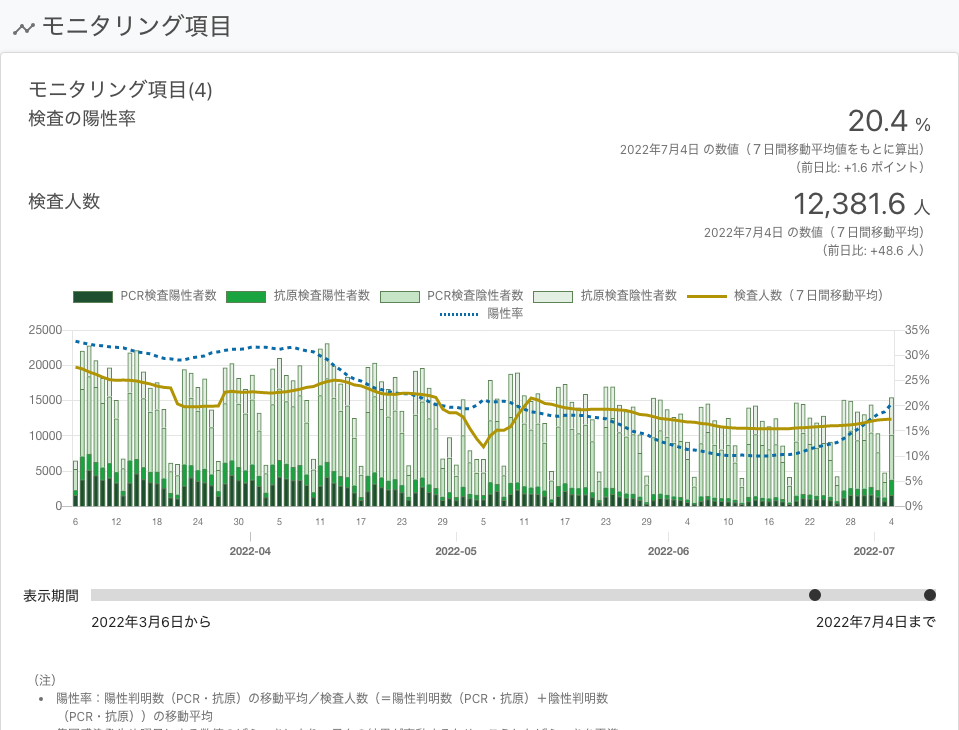 モニタリング項目
モニタリング項目(4)
検査の陽性率
20.4 %
2022年7月4日 の数値（７日間移動平均値をもとに算出）
（前日比: +1.6 ポイント）
検査人数
12,381.6 人
2022年7月4日 の数値（７日間移動平均）
（前日比: +48.6 人）
PCR検査陽性者数 抗原検査陽性者数 PCR検査陰性者数 抗原検査陰性者数 検査人数（７日間移動平均）
陽性率
25000 35%
30%
20000
25%
15000 20%
15%
10000
10%
5000
5%
0 0%
6 12 18 24 30 5 11 17 23 29 5 11 17 23 29 4 10 16 22 28 4
2022-04 2022-05 2022-06 2022-07
表示期間
2022年3月6日から 2022年7月4日まで
（注）
• 陽性率：陽性判明数（PCR・抗原）の移動平均／検査人数（＝陽性判明数（PCR・抗原）＋陰性判明数
（PCR・抗原））の移動平均